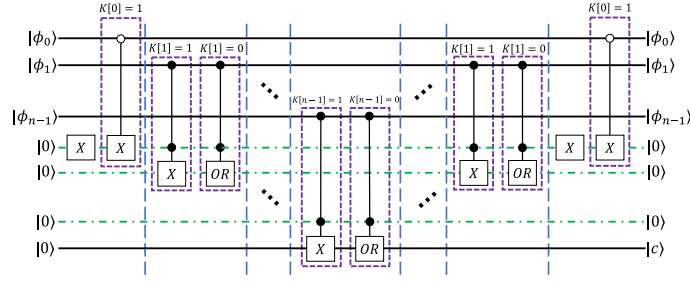 K[0] = 1 K[0] = 1
|ϕ₀⟩ |ϕ₀⟩
K[1] = 1 K[1] = 0 K[1] = 1 K[1] = 0
|ϕ₁⟩ |ϕ₁⟩
K[n−1] = 1 K[n−1] = 0
|ϕₙ₋₁⟩ |ϕₙ₋₁⟩
|0⟩ X X X X |0⟩
|0⟩ X OR X OR |0⟩
|0⟩ |0⟩
|0⟩ X OR |c⟩